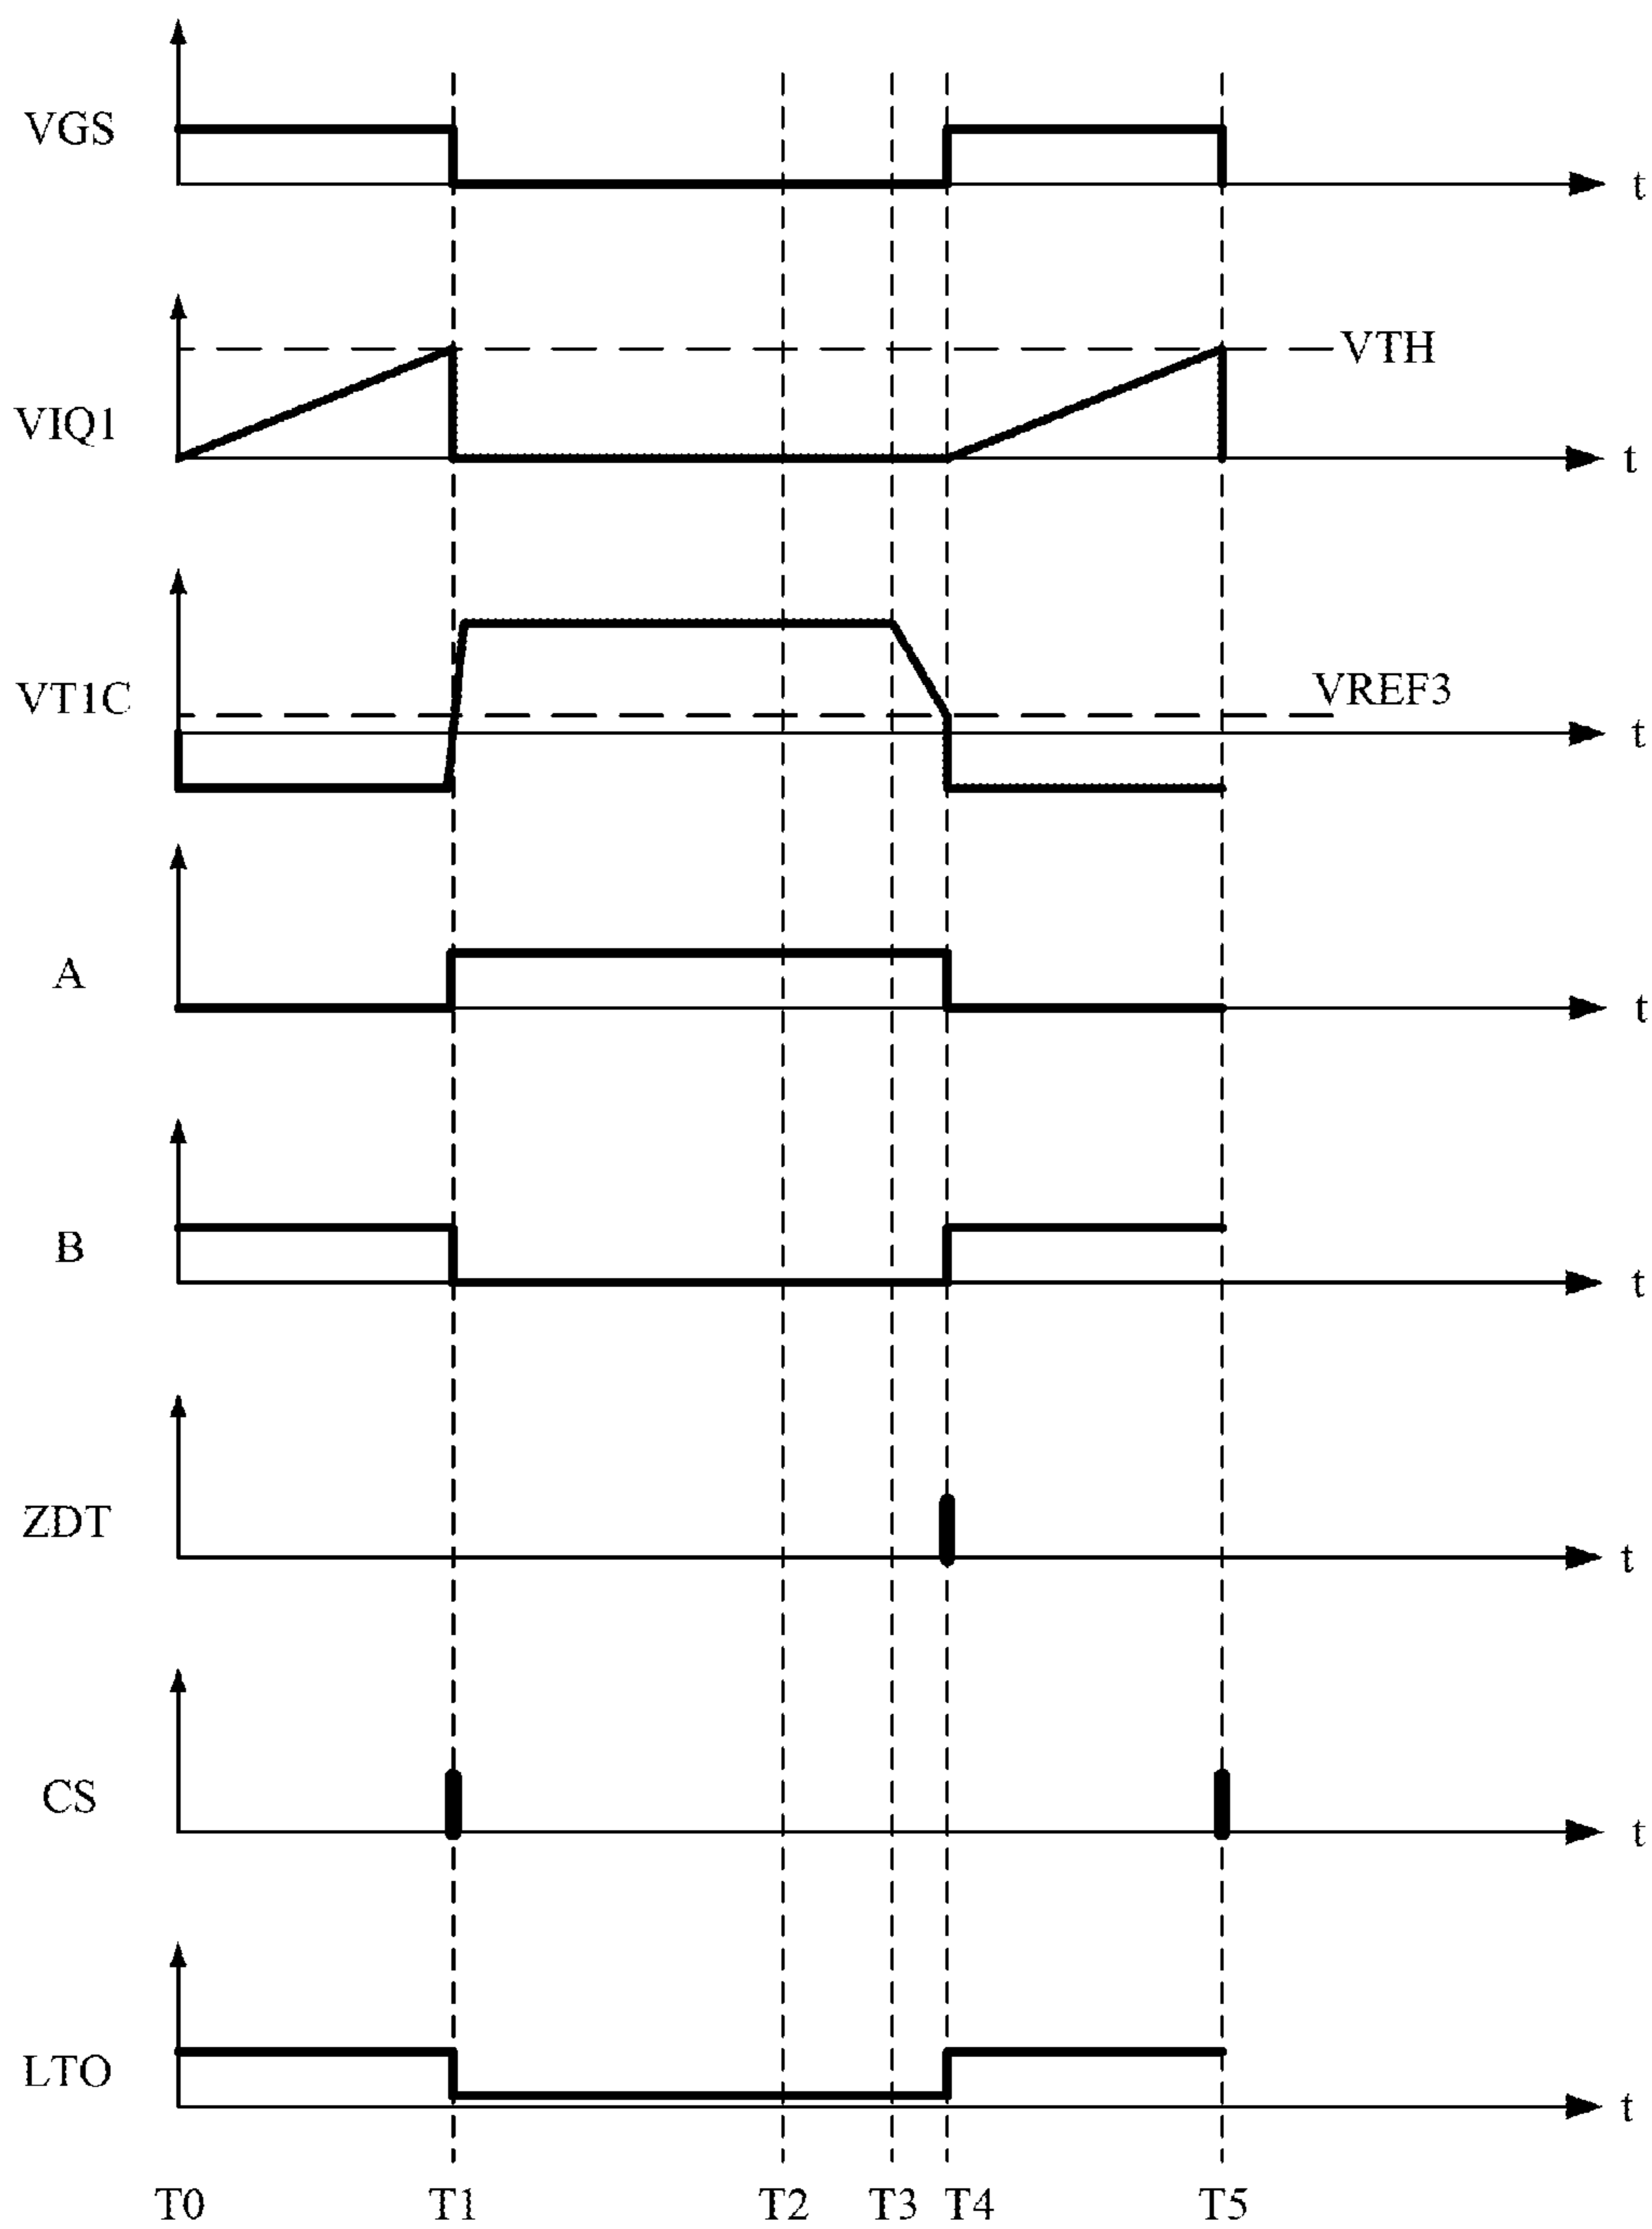 VGS
t
VTH
VIQ1
t
VREF3
VT1C
t
A
t
B
t
ZDT
t
CS
t
LTO
t
T0 T1 T2 T3 T4 T5